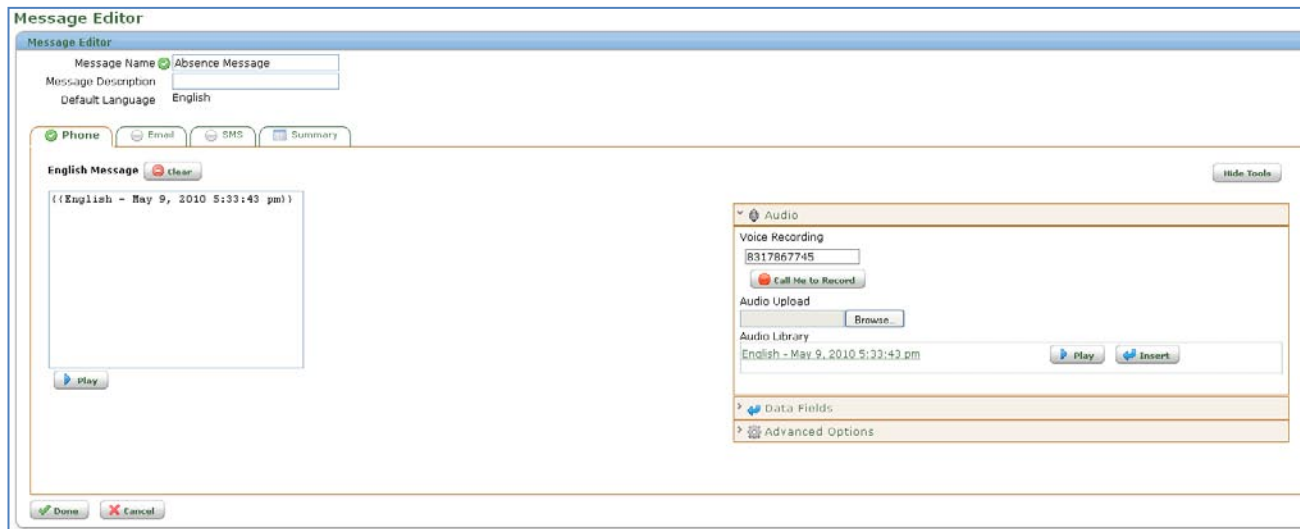 Message Editor
Message Editor
Message Name Absence Message
Message Description
Default Language English
Phone Email SMS Summary
English Message Clear
Hide Tools
((English - May 9, 2010 5:33:43 pm))
Play
Audio
Voice Recording
8317867745
Call Me to Record
Audio Upload
Browse...
Audio Library
English - May 9, 2010 5:33:43 pm Play Insert
Data Fields
Advanced Options
Done Cancel